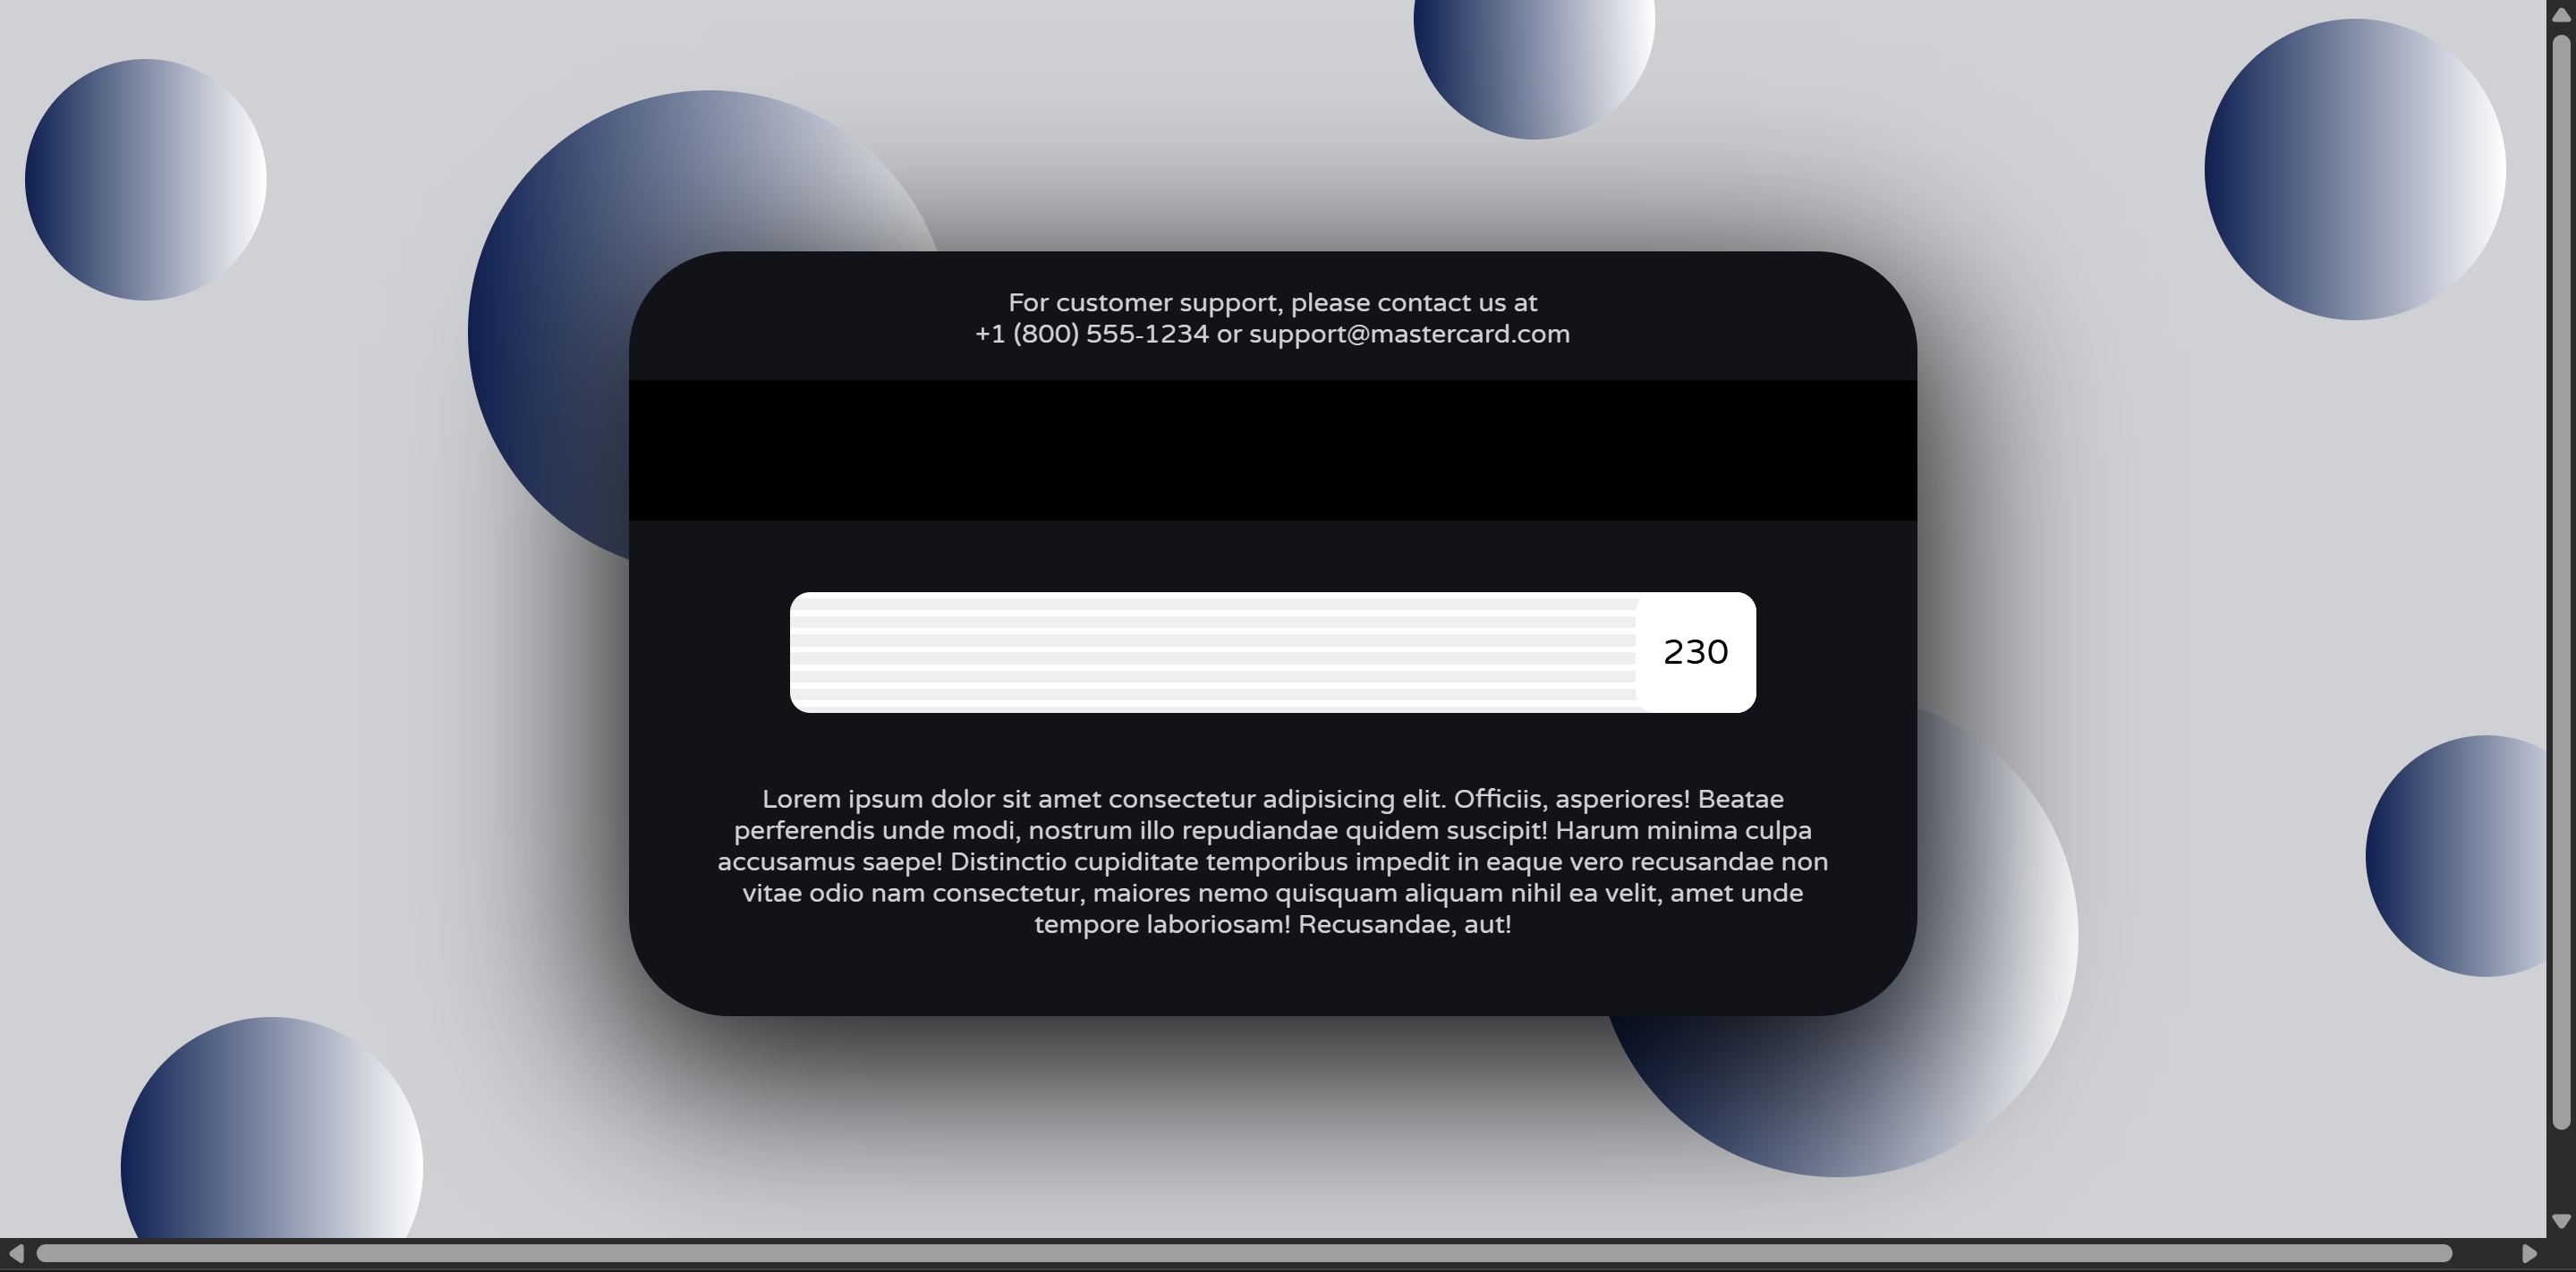 For customer support, please contact us at
+1 (800) 555-1234 or support@mastercard.com
230
Lorem ipsum dolor sit amet consectetur adipisicing elit. Officiis, asperiores! Beatae
perferendis unde modi, nostrum illo repudiandae quidem suscipit! Harum minima culpa
accusamus saepe! Distinctio cupiditate temporibus impedit in eaque vero recusandae non
vitae odio nam consectetur, maiores nemo quisquam aliquam nihil ea velit, amet unde
tempore laboriosam! Recusandae, aut!